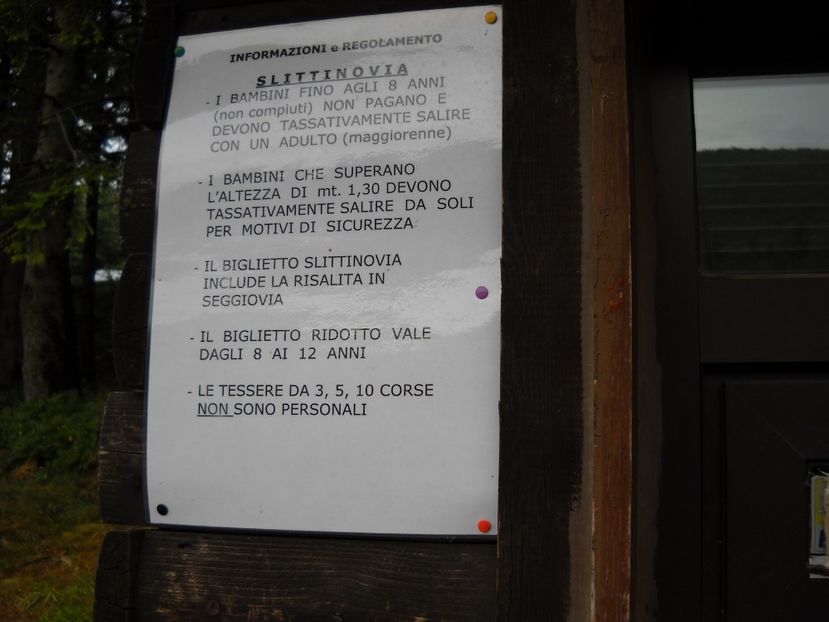 INFORMAZIONI e REGOLAMENTO
SLITTINOVIA
- I BAMBINI FINO AGLI 8 ANNI
(non compiuti) NON PAGANO E
DEVONO TASSATIVAMENTE SALIRE
CON UN ADULTO (maggiorenne)
- I BAMBINI CHE SUPERANO
L'ALTEZZA DI mt. 1,30 DEVONO
TASSATIVAMENTE SALIRE DA SOLI
PER MOTIVI DI SICUREZZA
- IL BIGLIETTO SLITTINOVIA
INCLUDE LA RISALITA IN
SEGGIOVIA
- IL BIGLIETTO RIDOTTO VALE
DAGLI 8 AI 12 ANNI
- LE TESSERE DA 3, 5, 10 CORSE
NON SONO PERSONALI